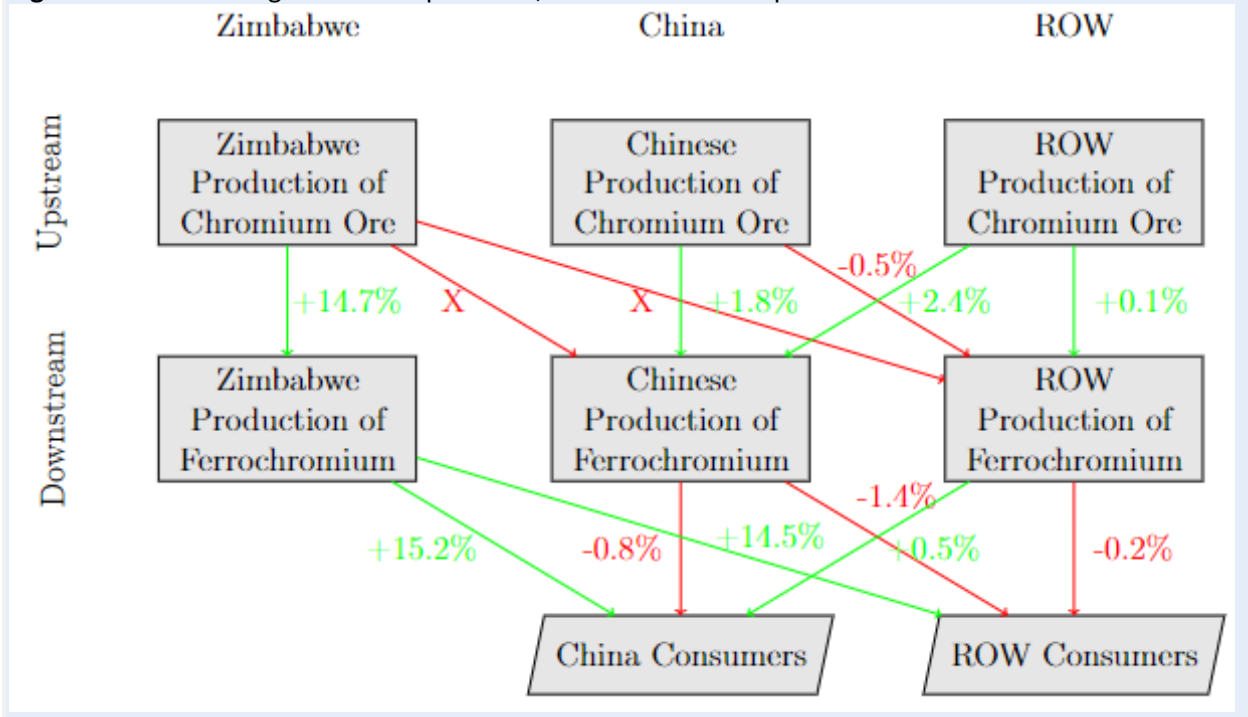 Zimbabwe
China
ROW
Upstream
Zimbabwe
Production of
Chromium Ore
Chinese
Production of
Chromium Ore
ROW
Production of
Chromium Ore
+14.7%
X
X
+1.8%
-0.5%
+2.4%
+0.1%
Downstream
Zimbabwe
Production of
Ferrochromium
Chinese
Production of
Ferrochromium
ROW
Production of
Ferrochromium
+15.2%
-0.8%
+14.5%
-1.4%
+0.5%
-0.2%
China Consumers
ROW Consumers